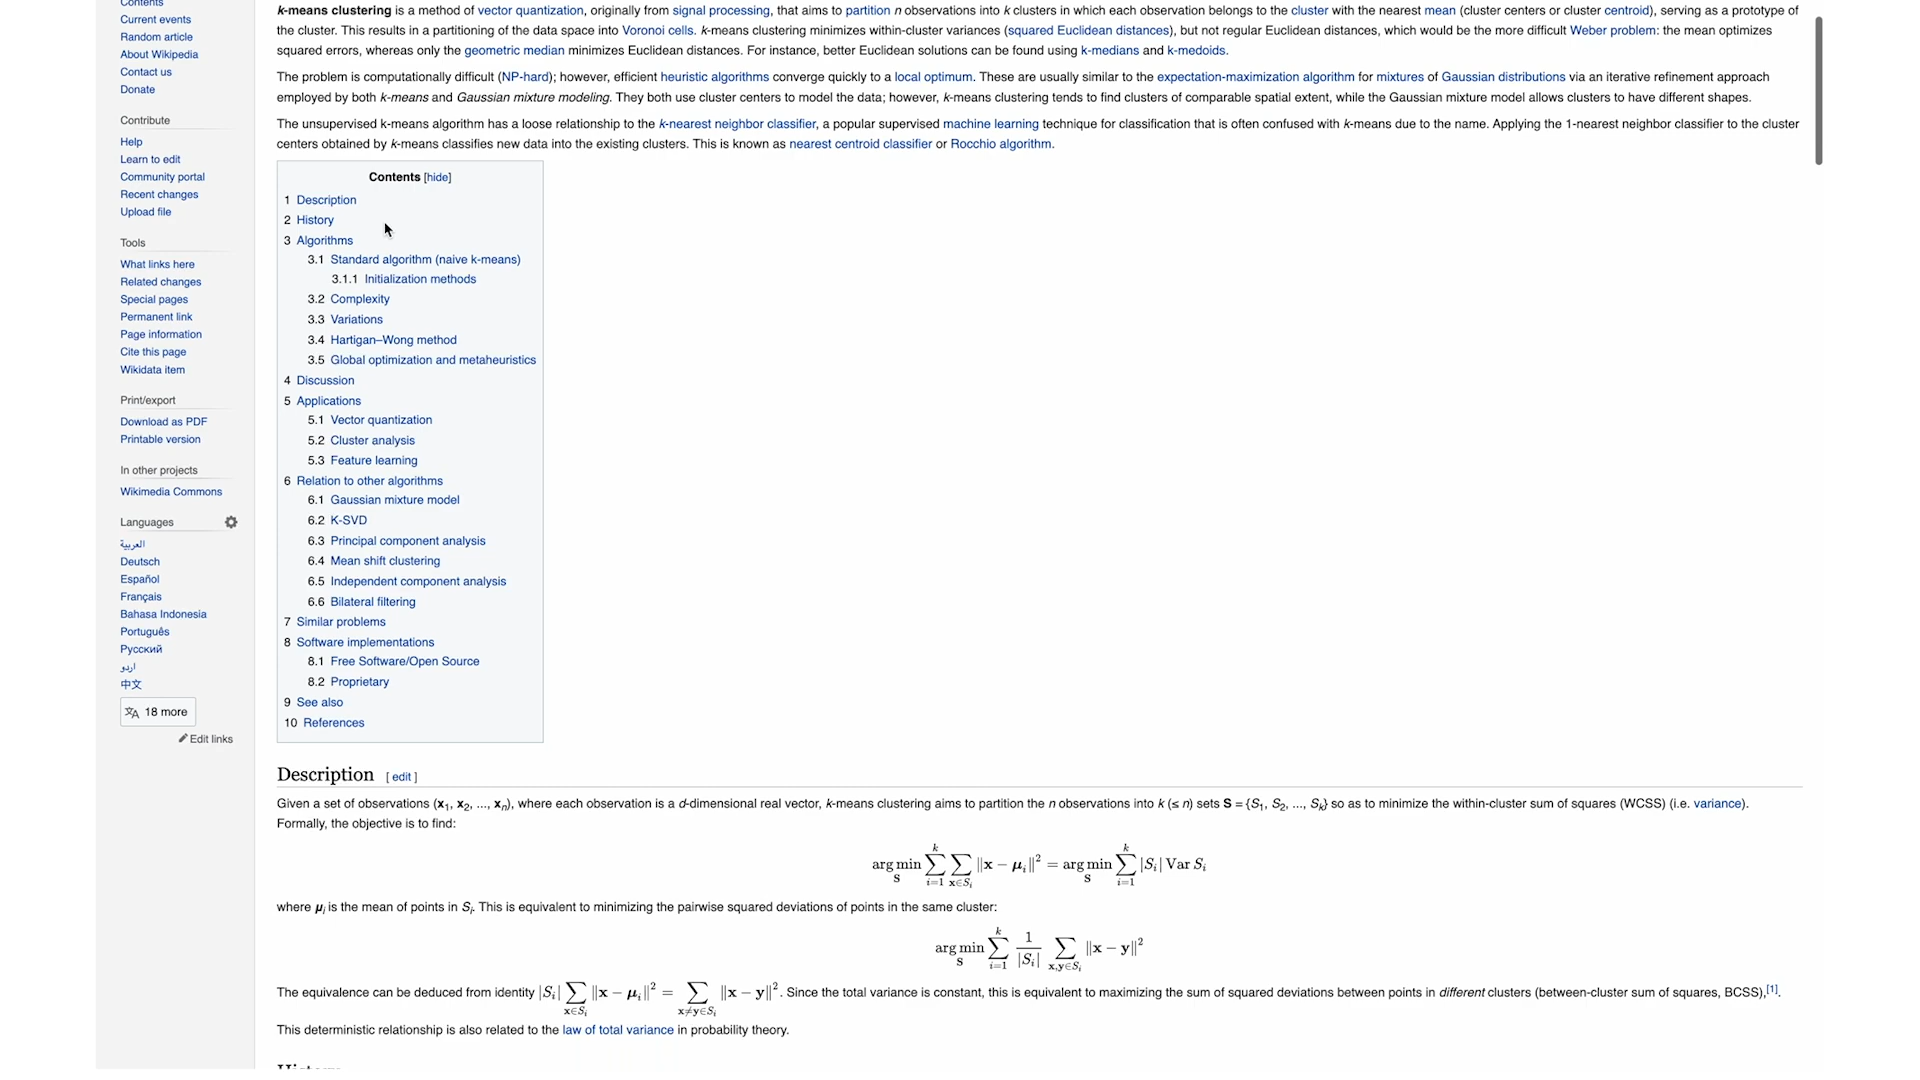 Contents
Current events
Random article
About Wikipedia
Contact us
Donate
Contribute
Help
Learn to edit
Community portal
Recent changes
Upload file
Tools
What links here
Related changes
Special pages
Permanent link
Page information
Cite this page
Wikidata item
Print/export
Download as PDF
Printable version
In other projects
Wikimedia Commons
Languages
العربية
Deutsch
Español
Français
Bahasa Indonesia
Português
Русский
اردو
中文
18 more
Edit links
k-means clustering is a method of vector quantization, originally from signal processing, that aims to partition n observations into k clusters in which each observation belongs to the cluster with the nearest mean (cluster centers or cluster centroid), serving as a prototype of
the cluster. This results in a partitioning of the data space into Voronoi cells. k-means clustering minimizes within-cluster variances (squared Euclidean distances), but not regular Euclidean distances, which would be the more difficult Weber problem: the mean optimizes
squared errors, whereas only the geometric median minimizes Euclidean distances. For instance, better Euclidean solutions can be found using k-medians and k-medoids.
The problem is computationally difficult (NP-hard); however, efficient heuristic algorithms converge quickly to a local optimum. These are usually similar to the expectation-maximization algorithm for mixtures of Gaussian distributions via an iterative refinement approach
employed by both k-means and Gaussian mixture modeling. They both use cluster centers to model the data; however, k-means clustering tends to find clusters of comparable spatial extent, while the Gaussian mixture model allows clusters to have different shapes.
The unsupervised k-means algorithm has a loose relationship to the k-nearest neighbor classifier, a popular supervised machine learning technique for classification that is often confused with k-means due to the name. Applying the 1-nearest neighbor classifier to the cluster
centers obtained by k-means classifies new data into the existing clusters. This is known as nearest centroid classifier or Rocchio algorithm.
Contents [hide]
1 Description
2 History
3 Algorithms
3.1 Standard algorithm (naive k-means)
3.1.1 Initialization methods
3.2 Complexity
3.3 Variations
3.4 Hartigan–Wong method
3.5 Global optimization and metaheuristics
4 Discussion
5 Applications
5.1 Vector quantization
5.2 Cluster analysis
5.3 Feature learning
6 Relation to other algorithms
6.1 Gaussian mixture model
6.2 K-SVD
6.3 Principal component analysis
6.4 Mean shift clustering
6.5 Independent component analysis
6.6 Bilateral filtering
7 Similar problems
8 Software implementations
8.1 Free Software/Open Source
8.2 Proprietary
9 See also
10 References
Description [ edit ]
Given a set of observations (x₁, x₂, ..., xₙ), where each observation is a d-dimensional real vector, k-means clustering aims to partition the n observations into k (≤ n) sets S = {S₁, S₂, ..., Sₖ} so as to minimize the within-cluster sum of squares (WCSS) (i.e. variance).
Formally, the objective is to find:
arg min_S ∑_{i=1}^{k} ∑_{x∈S_i} ‖x − μ_i‖² = arg min_S ∑_{i=1}^{k} |S_i| Var S_i
where μᵢ is the mean of points in Sᵢ. This is equivalent to minimizing the pairwise squared deviations of points in the same cluster:
arg min_S ∑_{i=1}^{k} 1/|S_i| ∑_{x,y∈S_i} ‖x − y‖²
The equivalence can be deduced from identity |S_i| ∑_{x∈S_i} ‖x − μ_i‖² = ∑_{x≠y∈S_i} ‖x − y‖². Since the total variance is constant, this is equivalent to maximizing the sum of squared deviations between points in different clusters (between-cluster sum of squares, BCSS),[1].
This deterministic relationship is also related to the law of total variance in probability theory.
History